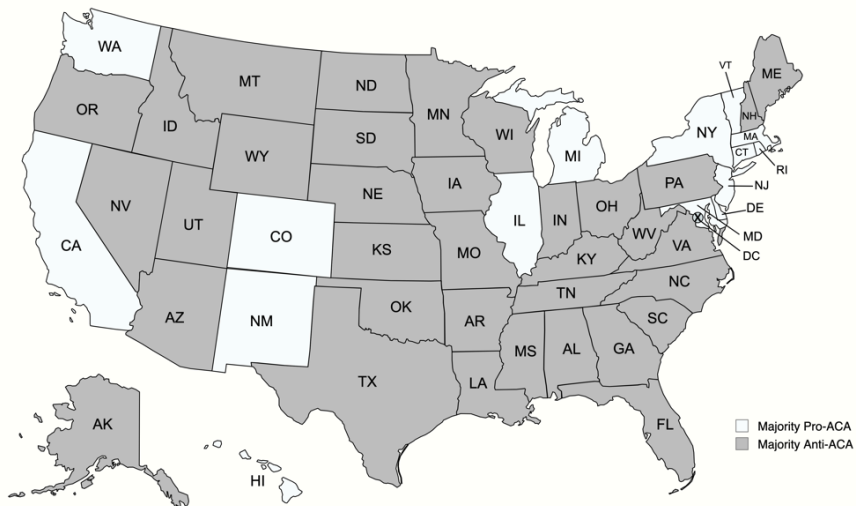 WA
MT
ND
MN
VT
ME
OR
ID
SD
WI
MI
NY
NH
MA
CT
RI
WY
IA
PA
NJ
NE
NV
UT
CO
IL
IN
OH
DE
MD
DC
CA
KS
MO
WV
VA
KY
NC
AZ
NM
OK
AR
TN
SC
MS
AL
GA
TX
LA
AK
FL
HI
Majority Pro-ACA
Majority Anti-ACA